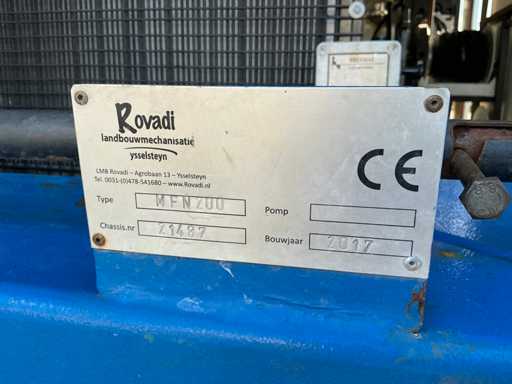 Rovadi
landbouwmechanisatie
ysselsteyn
LMB Rovadi – Agrobaan 13 – Ysselsteyn
Tel. 0031-(0)478-541680 – www.Rovadi.nl
CE
Type MFN200 Pomp
Chassis.nr Z1487 Bouwjaar 2017